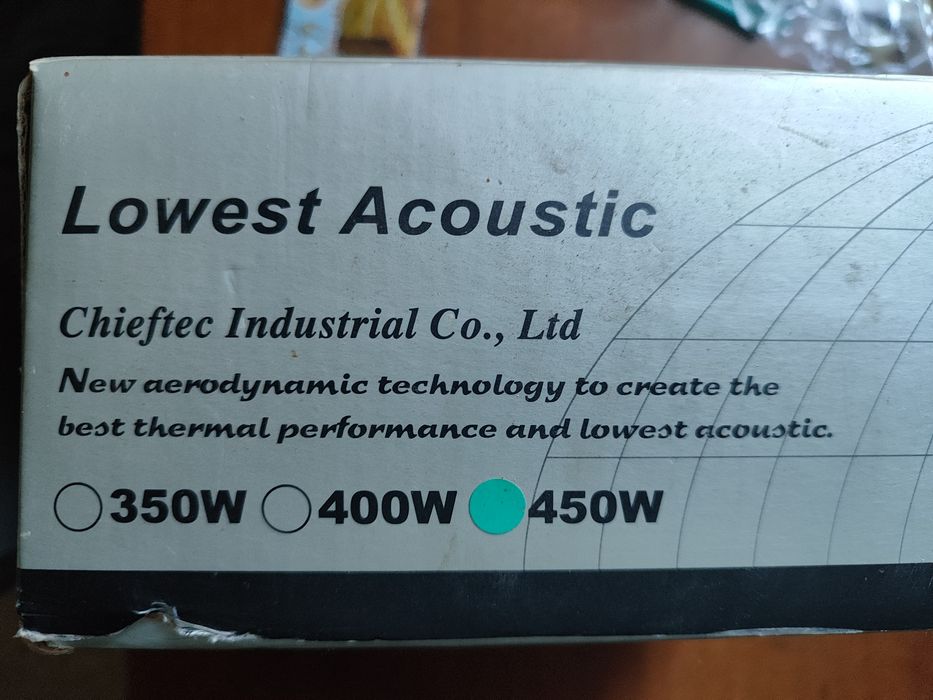 Lowest Acoustic
Chieftec Industrial Co., Ltd
New aerodynamic technology to create the
best thermal performance and lowest acoustic.
350W 400W 450W